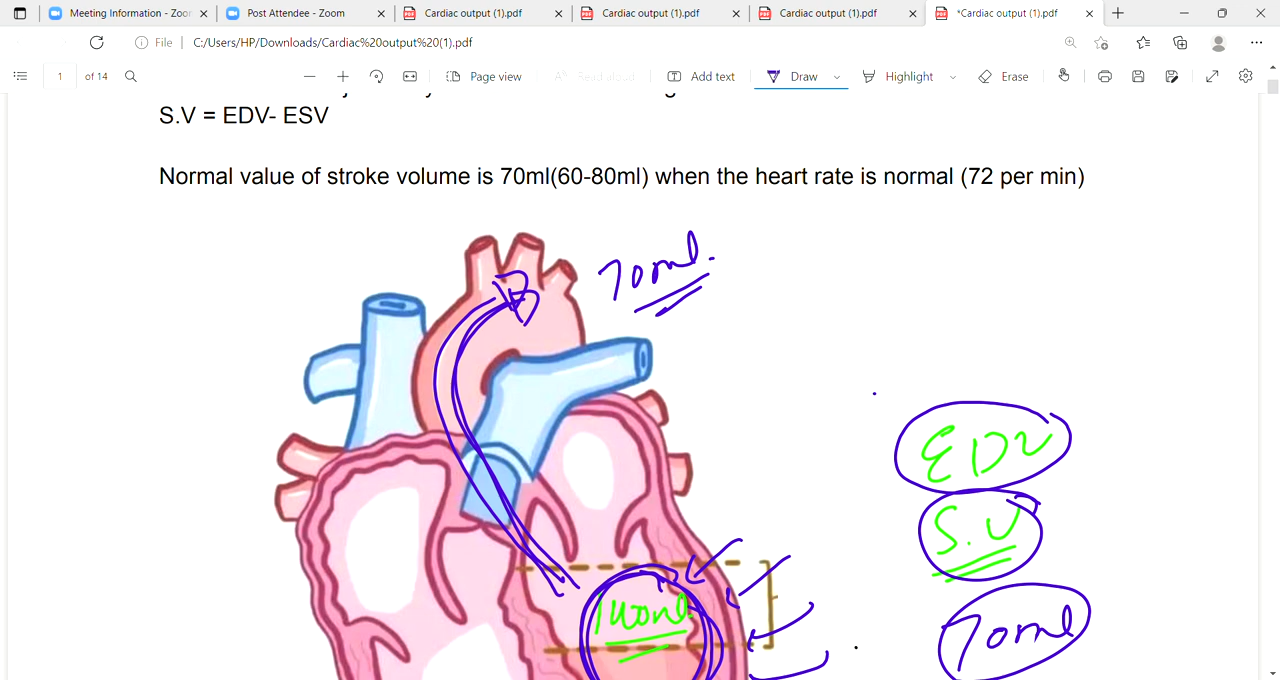 Meeting Information - Zoor
Post Attendee - Zoom
Cardiac output (1).pdf
Cardiac output (1).pdf
Cardiac output (1).pdf
*Cardiac output (1).pdf
File
C:/Users/HP/Downloads/Cardiac%20output%20(1).pdf
1 of 14
Page view
Read aloud
Add text
Draw
Highlight
Erase
S.V = EDV- ESV
Normal value of stroke volume is 70ml(60-80ml) when the heart rate is normal (72 per min)
70ml.
EDV
S.V
140ml
70ml